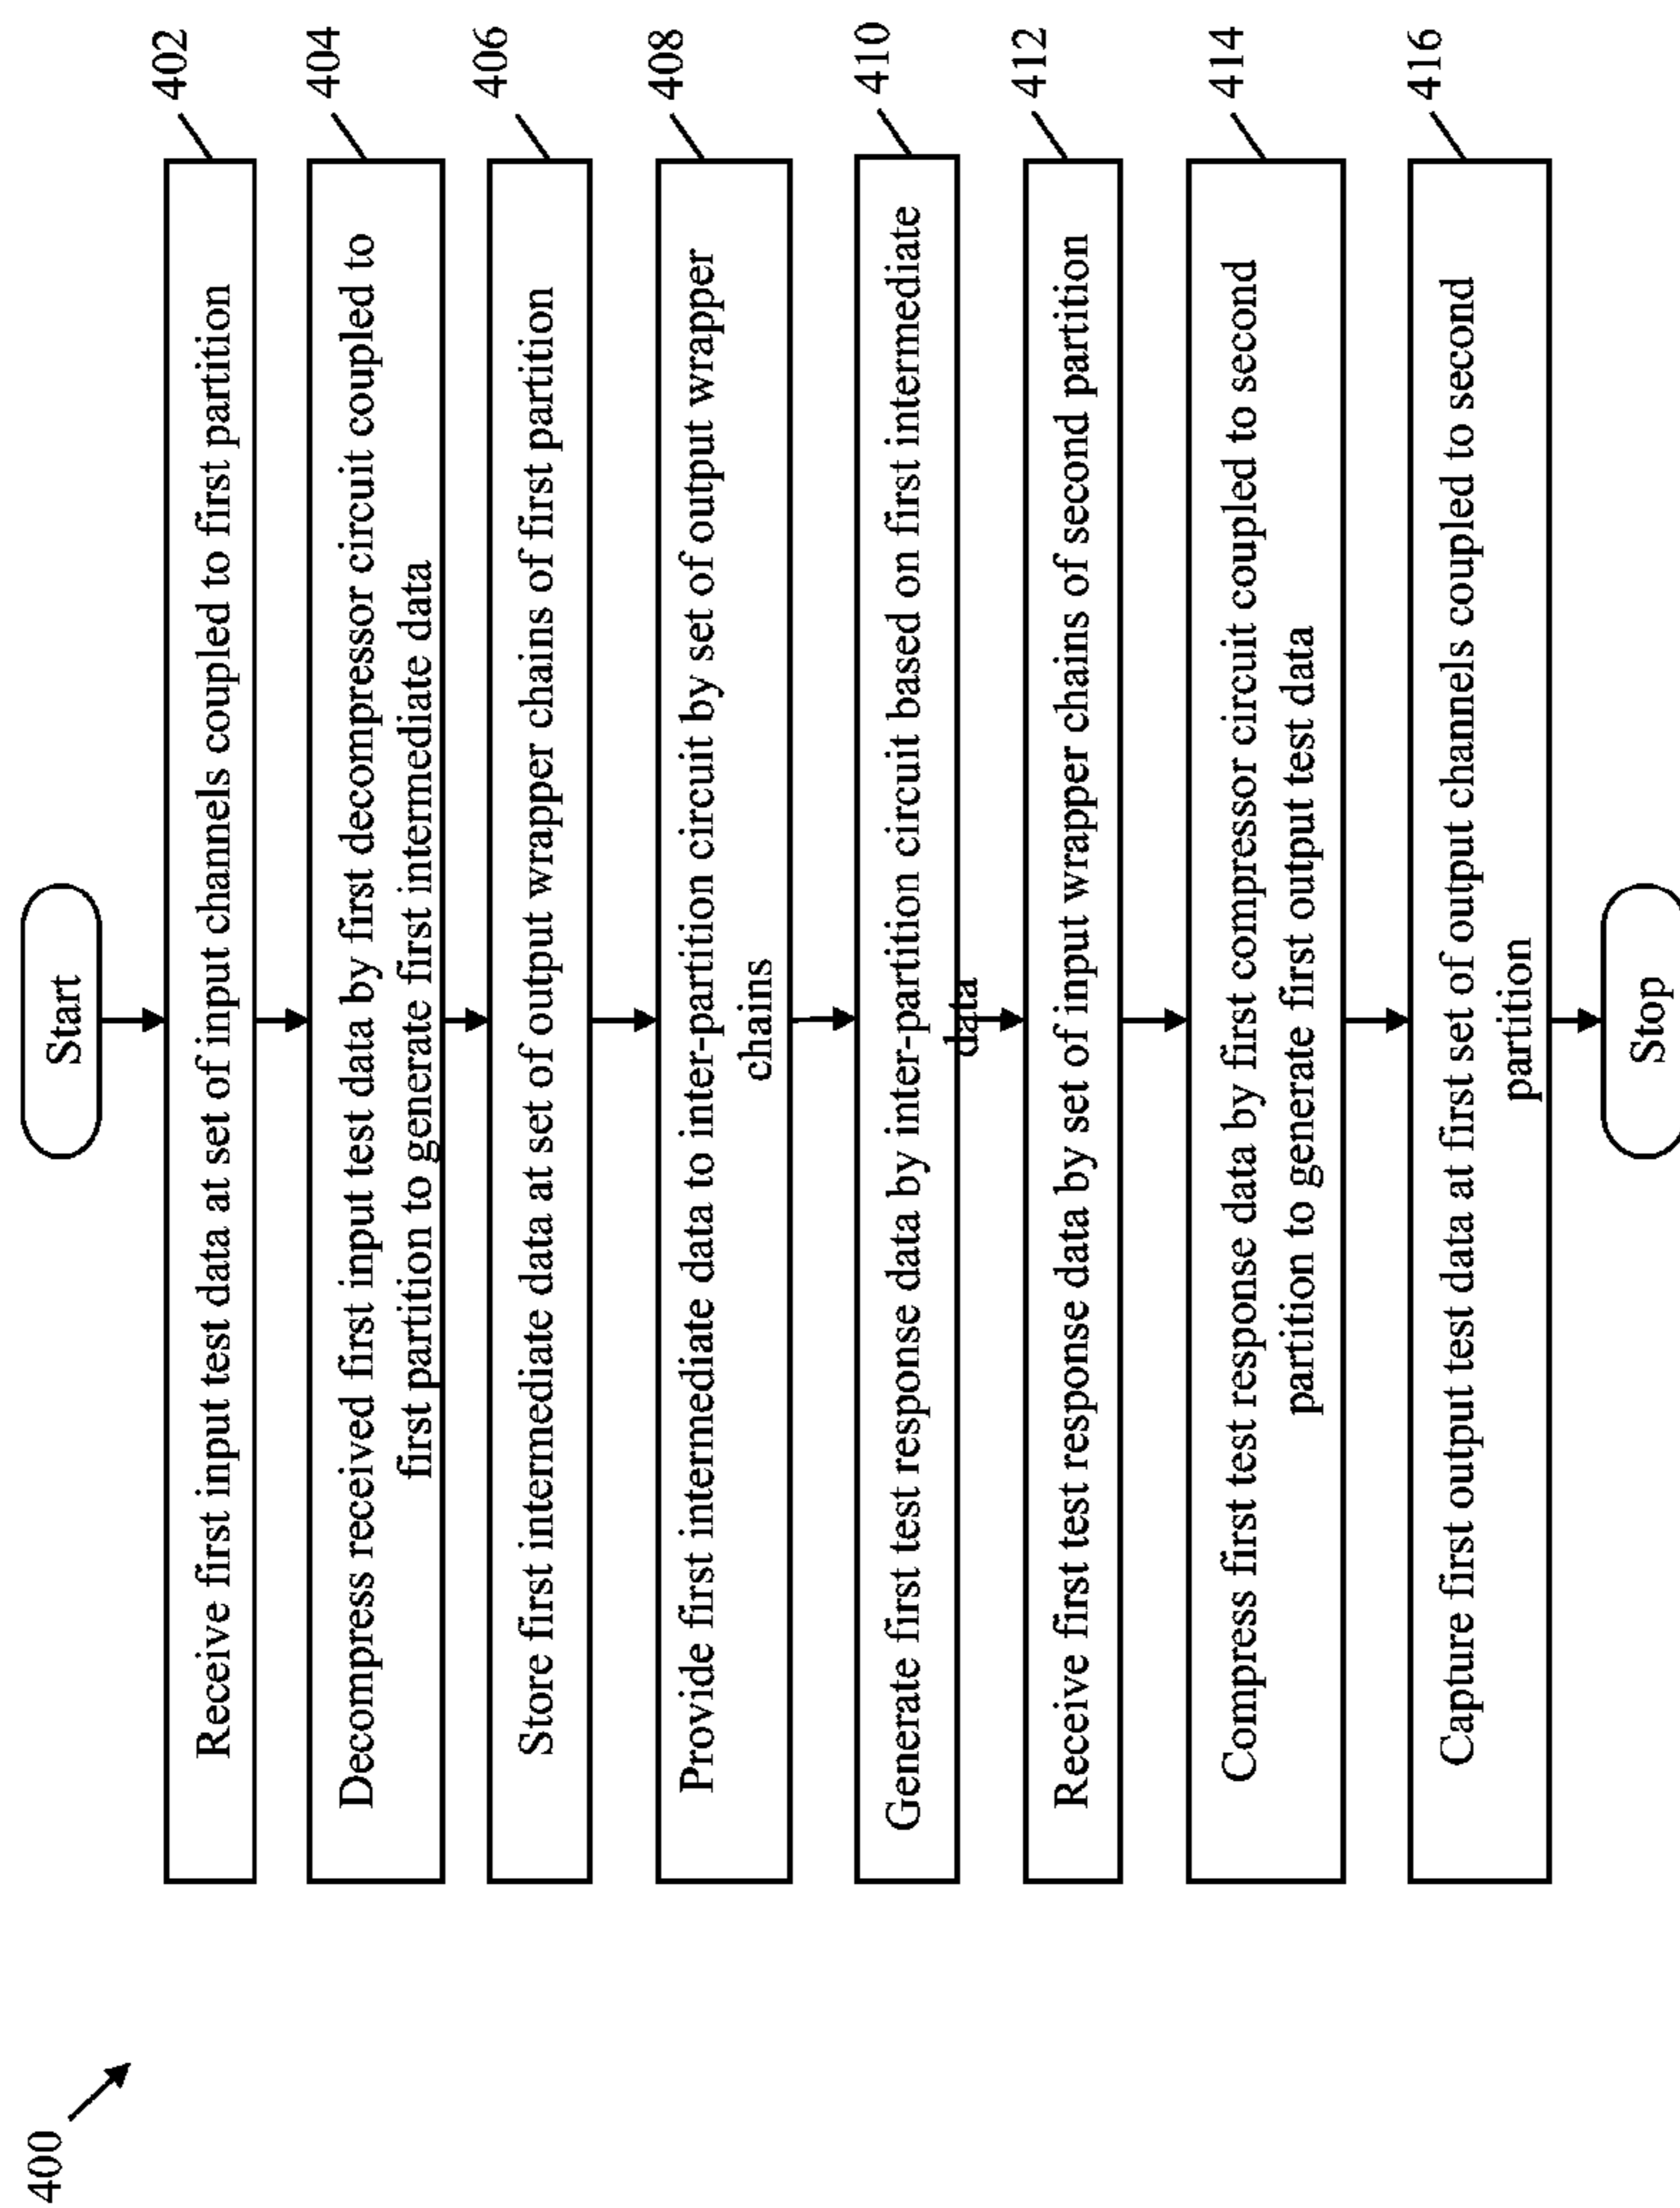 400
Start
Receive first input test data at set of input channels coupled to first partition
402
Decompress received first input test data by first decompressor circuit coupled to
first partition to generate first intermediate data
404
Store first intermediate data at set of output wrapper chains of first partition
406
Provide first intermediate data to inter-partition circuit by set of output wrapper
chains
408
Generate first test response data by inter-partition circuit based on first intermediate
data
410
Receive first test response data by set of input wrapper chains of second partition
412
Compress first test response data by first compressor circuit coupled to second
partition to generate first output test data
414
Capture first output test data at first set of output channels coupled to second
partition
416
Stop